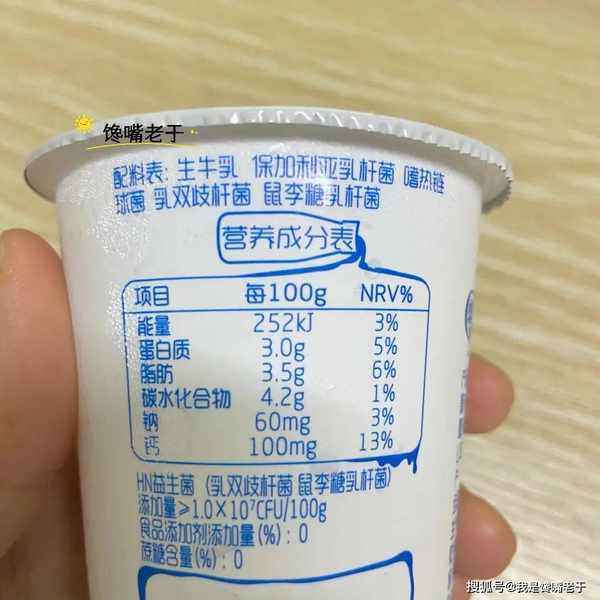 馋嘴老于
配料表: 生牛乳 保加利亚乳杆菌 嗜热链
球菌 乳双歧杆菌 鼠李糖乳杆菌
营养成分表
项目 每100g NRV%
能量 252kJ 3%
蛋白质 3.0g 5%
脂肪 3.5g 6%
碳水化合物 4.2g 1%
钠 60mg 3%
钙 100mg 13%
HN益生菌 (乳双歧杆菌 鼠李糖乳杆菌)
添加量≥1.0×10⁷CFU/100g
食品添加剂添加量(%): 0
蔗糖含量(%): 0
搜狐号@我是馋嘴老于